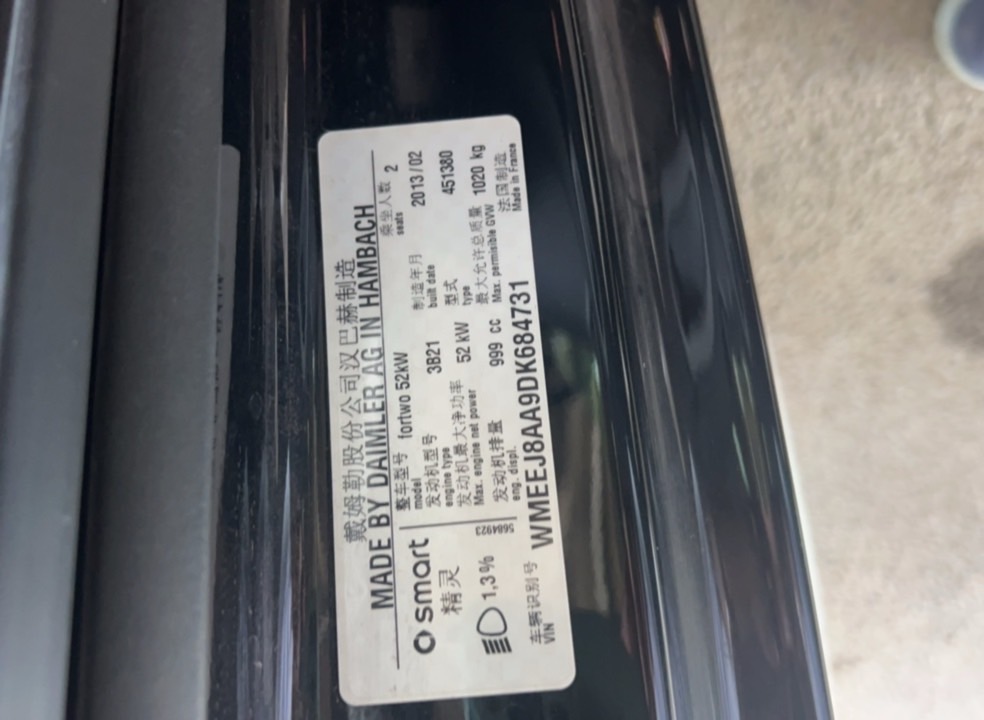 戴姆勒股份公司汉巴赫制造
MADE BY DAIMLER AG IN HAMBACH
smart
精灵
整车型号 fortwo 52kW 乘坐人数 2
model seats
发动机型号 3B21 制造年月 2013/02
engine type built date
发动机最大净功率 52 kW 型式 451380
Max. engine net power type
发动机排量 999 cc 最大允许总质量 1020 kg
eng. displ. Max. permisible GVW
1,3% 5684923 法国制造
Made in France
车辆识别号 WMEEJ8AA9DK684731
VIN